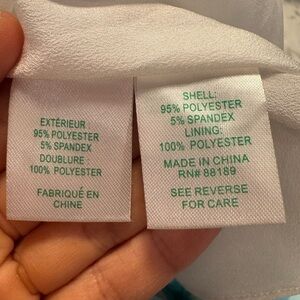 EXTÉRIEUR :
95% POLYESTER
5% SPANDEX
DOUBLURE :
100% POLYESTER
FABRIQUÉ EN
CHINE
SHELL:
95% POLYESTER
5% SPANDEX
LINING:
100% POLYESTER
MADE IN CHINA
RN# 88189
SEE REVERSE
FOR CARE